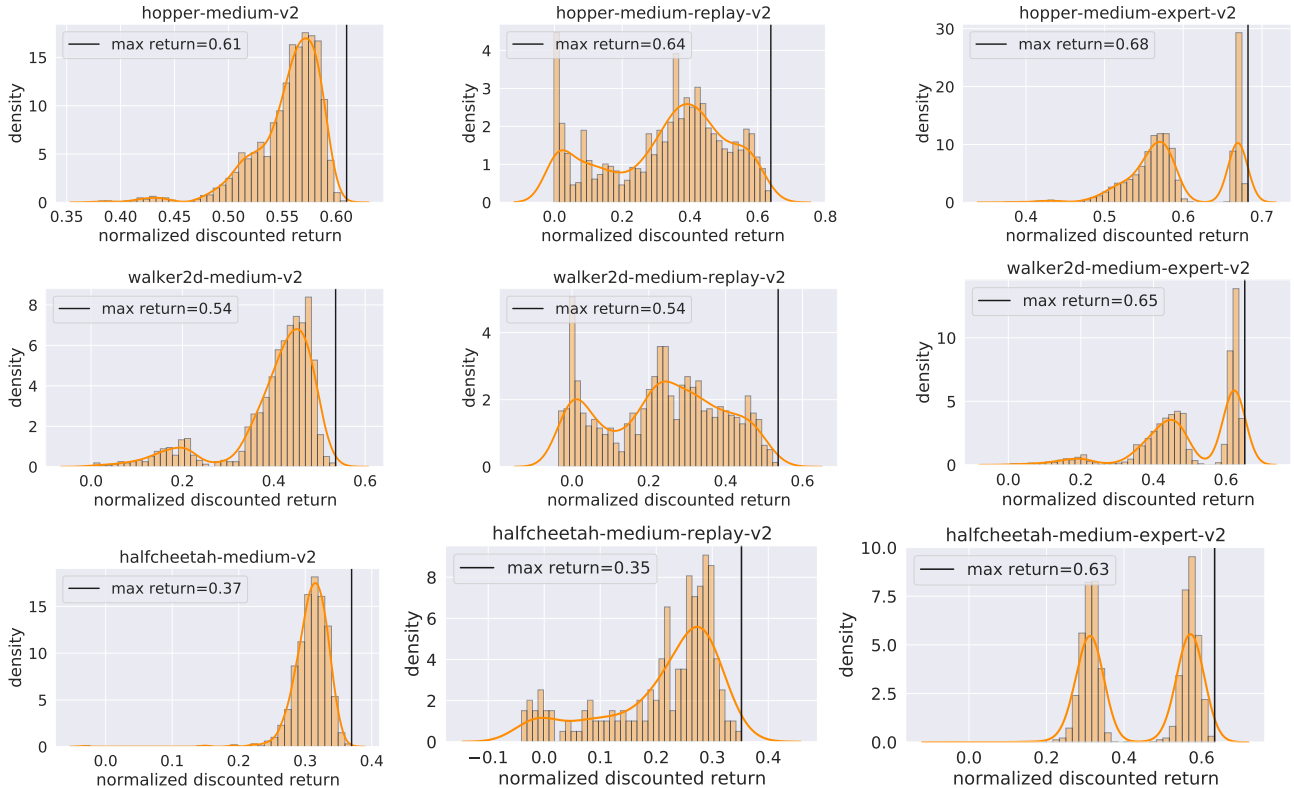 hopper-medium-v2
max return=0.61
density
15
10
5
0
0.35 0.40 0.45 0.50 0.55 0.60
normalized discounted return
hopper-medium-replay-v2
max return=0.64
density
4
3
2
1
0
0.0 0.2 0.4 0.6 0.8
normalized discounted return
hopper-medium-expert-v2
max return=0.68
density
30
20
10
0
0.4 0.5 0.6 0.7
normalized discounted return
walker2d-medium-v2
max return=0.54
density
8
6
4
2
0
0.0 0.2 0.4 0.6
normalized discounted return
walker2d-medium-replay-v2
max return=0.54
density
4
2
0
0.0 0.2 0.4 0.6
normalized discounted return
walker2d-medium-expert-v2
max return=0.65
density
10
5
0
0.0 0.2 0.4 0.6
normalized discounted return
halfcheetah-medium-v2
max return=0.37
density
15
10
5
0
0.0 0.1 0.2 0.3 0.4
normalized discounted return
halfcheetah-medium-replay-v2
max return=0.35
density
8
6
4
2
0
−0.1 0.0 0.1 0.2 0.3 0.4
normalized discounted return
halfcheetah-medium-expert-v2
max return=0.63
density
10.0
7.5
5.0
2.5
0.0
0.0 0.2 0.4 0.6
normalized discounted return